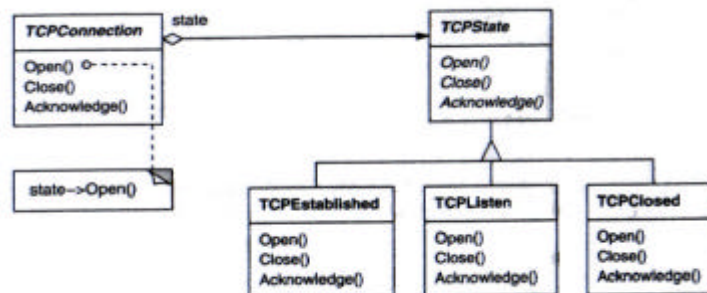 state
TCPConnection
Open()
Close()
Acknowledge()
state->Open()
TCPState
Open()
Close()
Acknowledge()
TCPEstablished
Open()
Close()
Acknowledge()
TCPListen
Open()
Close()
Acknowledge()
TCPClosed
Open()
Close()
Acknowledge()